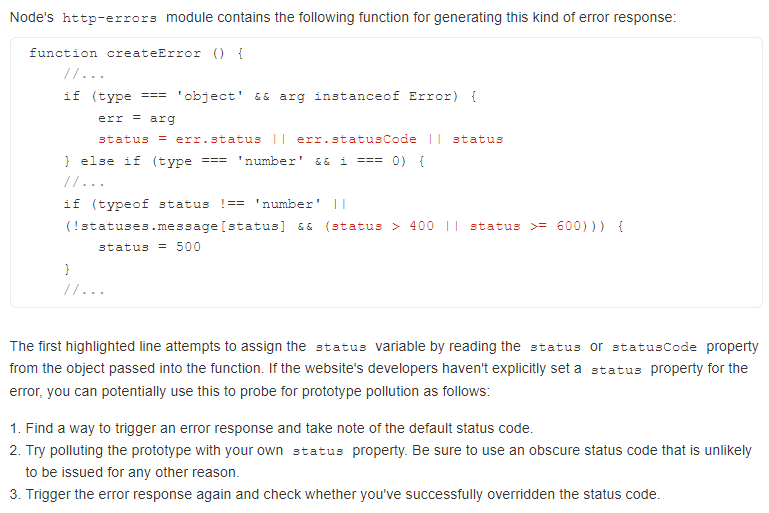 Node's http-errors module contains the following function for generating this kind of error response:
function createError () {
//...
if (type === 'object' && arg instanceof Error) {
err = arg
status = err.status || err.statusCode || status
} else if (type === 'number' && i === 0) {
//...
if (typeof status !== 'number' ||
(!statuses.message[status] && (status > 400 || status >= 600))) {
status = 500
}
//...
The first highlighted line attempts to assign the status variable by reading the status or statusCode property
from the object passed into the function. If the website's developers haven't explicitly set a status property for the
error, you can potentially use this to probe for prototype pollution as follows:
1. Find a way to trigger an error response and take note of the default status code.
2. Try polluting the prototype with your own status property. Be sure to use an obscure status code that is unlikely
to be issued for any other reason.
3. Trigger the error response again and check whether you've successfully overridden the status code.